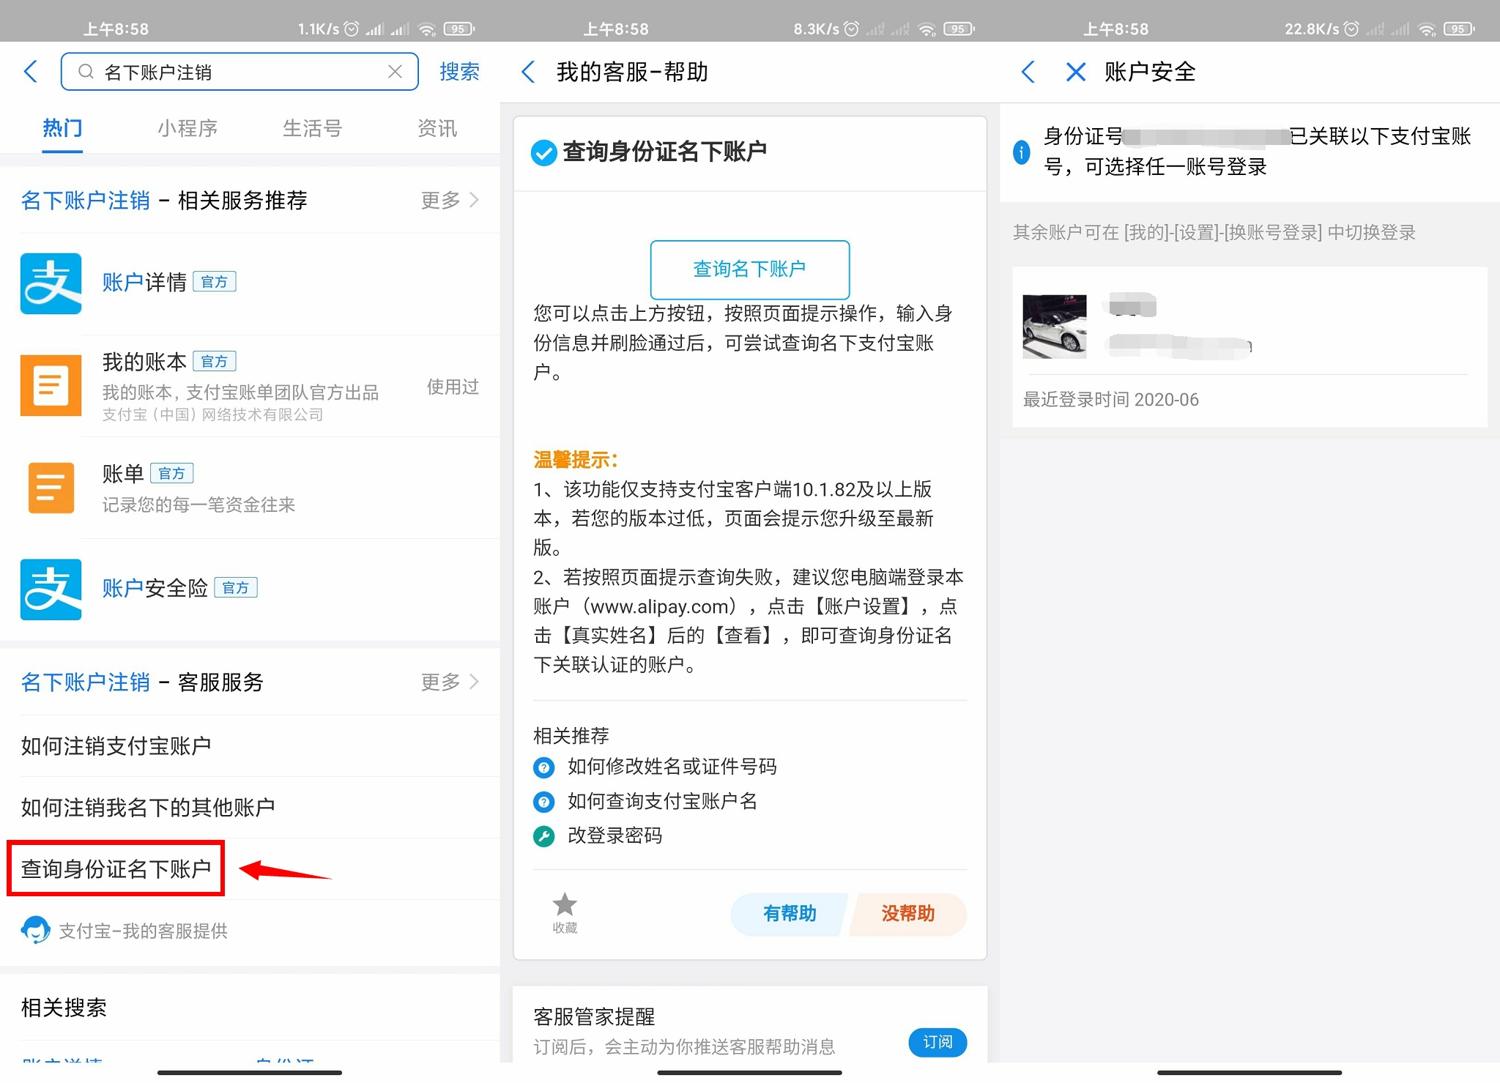 上午8:58
1.1K/s
95
名下账户注销
搜索
热门
小程序
生活号
资讯
名下账户注销 - 相关服务推荐
更多
支
账户详情
官方
我的账本
官方
我的账本，支付宝账单团队官方出品
支付宝（中国）网络技术有限公司
使用过
账单
官方
记录您的每一笔资金往来
支
账户安全险
官方
名下账户注销 - 客服服务
更多
如何注销支付宝账户
如何注销我名下的其他账户
查询身份证名下账户
支付宝-我的客服提供
相关搜索
上午8:58
8.3K/s
95
我的客服-帮助
查询身份证名下账户
查询名下账户
您可以点击上方按钮，按照页面提示操作，输入身
份信息并刷脸通过后，可尝试查询名下支付宝账
户。
温馨提示：
1、该功能仅支持支付宝客户端10.1.82及以上版
本，若您的版本过低，页面会提示您升级至最新
版。
2、若按照页面提示查询失败，建议您电脑端登录本
账户（www.alipay.com），点击【账户设置】，点
击【真实姓名】后的【查看】，即可查询身份证名
下关联认证的账户。
相关推荐
如何修改姓名或证件号码
如何查询支付宝账户名
改登录密码
收藏
有帮助
没帮助
客服管家提醒
订阅后，会主动为你推送客服帮助消息
订阅
上午8:58
22.8K/s
95
账户安全
身份证号
已关联以下支付宝账
号，可选择任一账号登录
其余账户可在 [我的]-[设置]-[换账号登录] 中切换登录
最近登录时间 2020-06